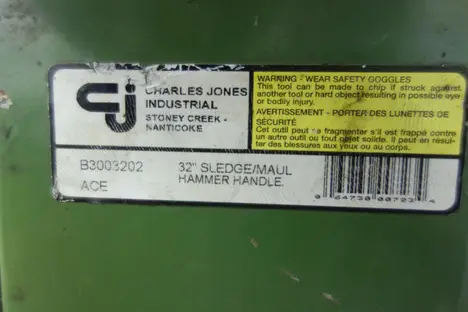 CJ
CHARLES JONES
INDUSTRIAL
STONEY CREEK -
NANTICOKE
WARNING - WEAR SAFETY GOGGLES
This tool can be made to chip if struck against
another tool or hard object resulting in possible eye
or bodily injury.
AVERTISSEMENT - PORTER DES LUNETTES DE
SÉCURITÉ
Cet outil peut se fragmenter s'il est frappé contre
un autre outil ou tout objet solide. Il peut en resul-
ter des blessures aux yeux ou au corps.
B3003202
32" SLEDGE/MAUL
HAMMER HANDLE.
ACE